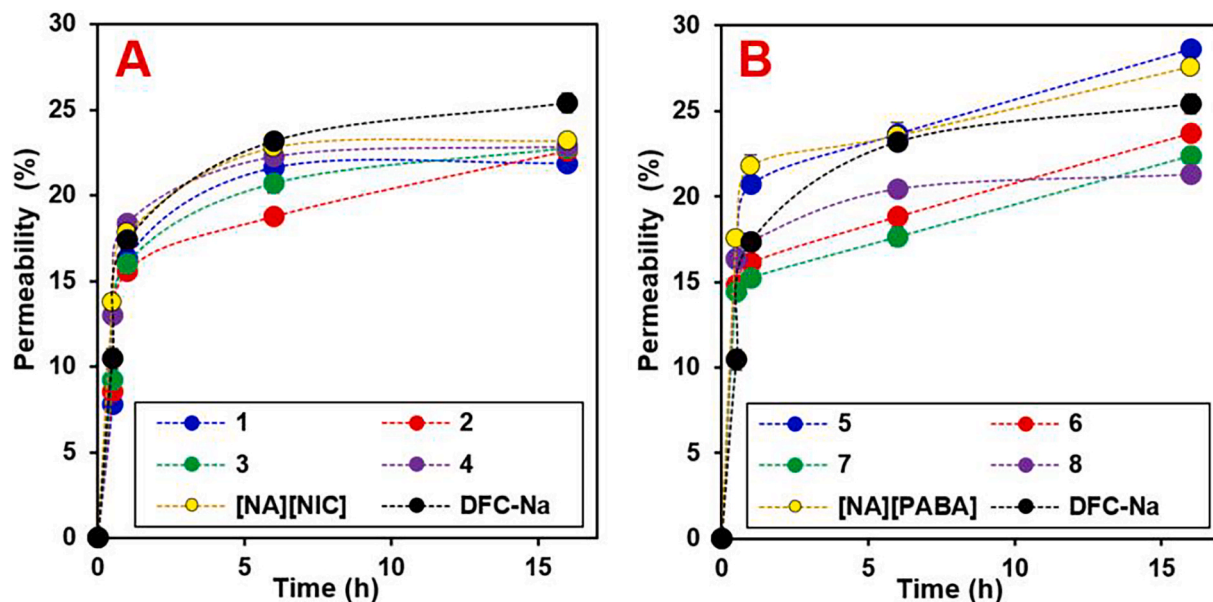 A
Permeability (%)
30
25
20
15
10
5
0
1 2
3 4
[NA][NIC] DFC-Na
0 5 10 15
Time (h)
B
Permeability (%)
30
25
20
15
10
5
0
5 6
7 8
[NA][PABA] DFC-Na
0 5 10 15
Time (h)